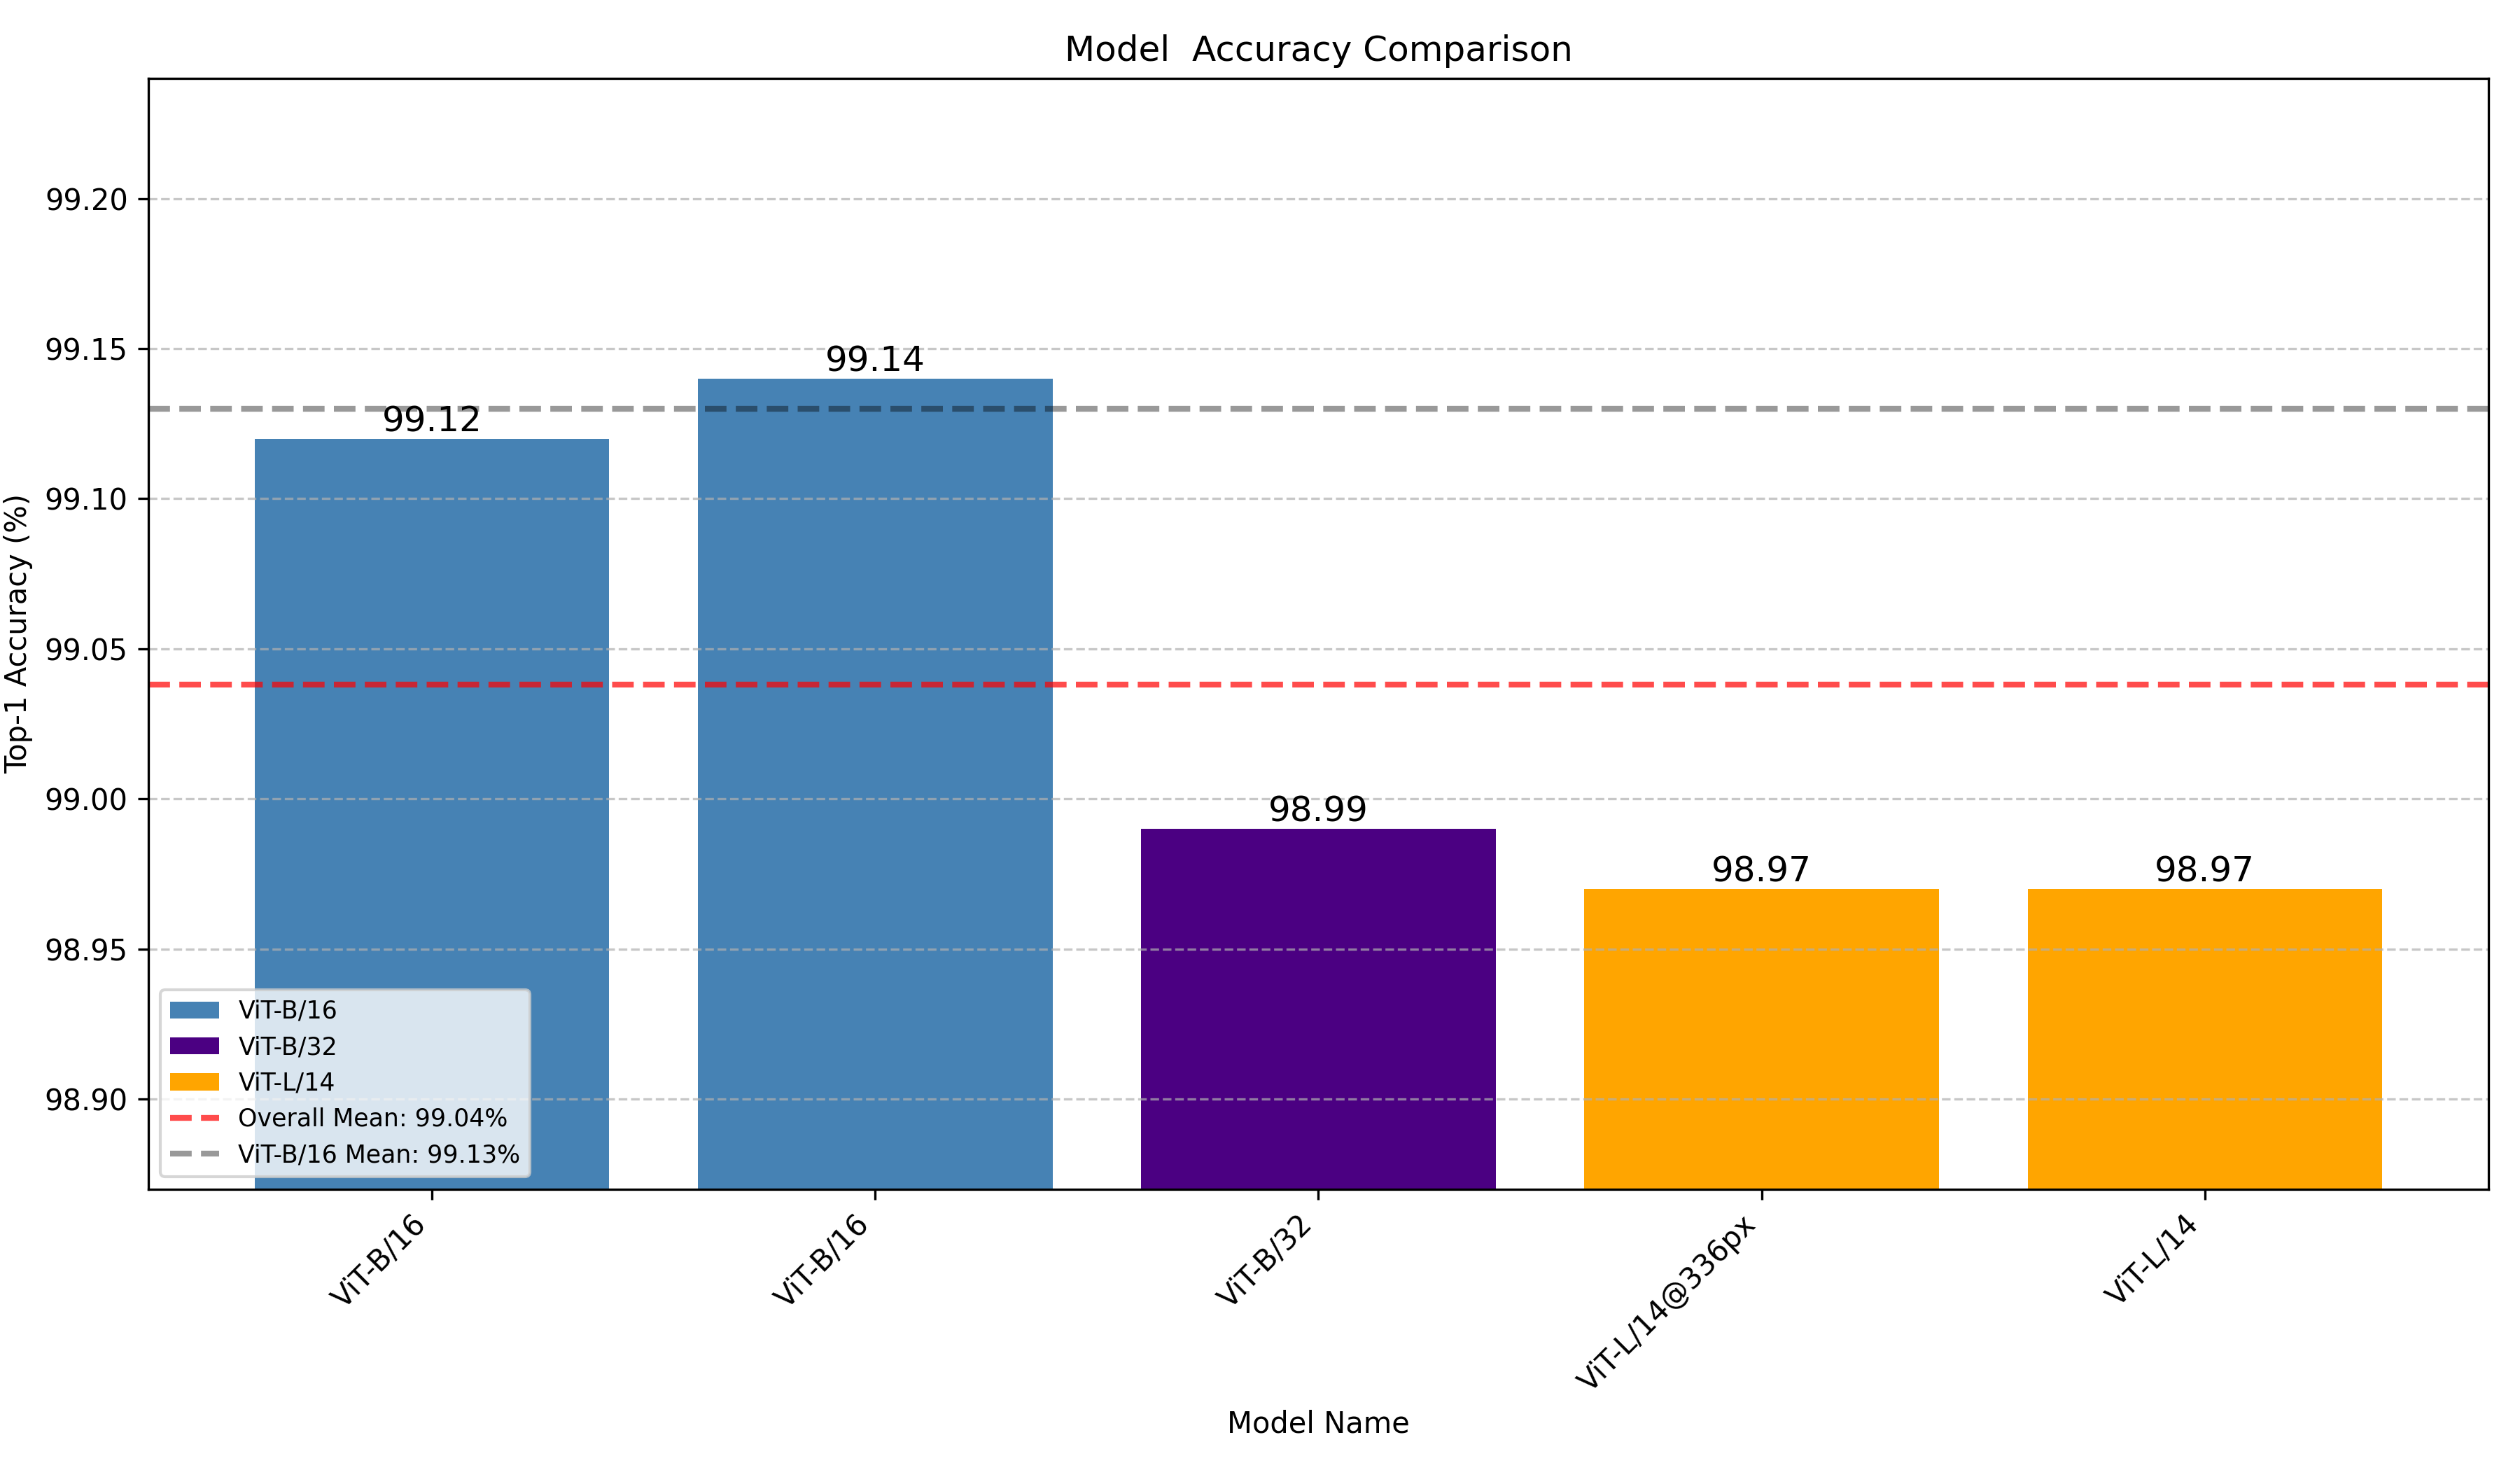 Model  Accuracy Comparison
Top-1 Accuracy (%)
99.20
99.15
99.10
99.05
99.00
98.95
98.90
99.12
99.14
98.99
98.97
98.97
ViT-B/16
ViT-B/32
ViT-L/14
Overall Mean: 99.04%
ViT-B/16 Mean: 99.13%
ViT-B/16
ViT-B/16
ViT-B/32
ViT-L/14@336px
ViT-L/14
Model Name